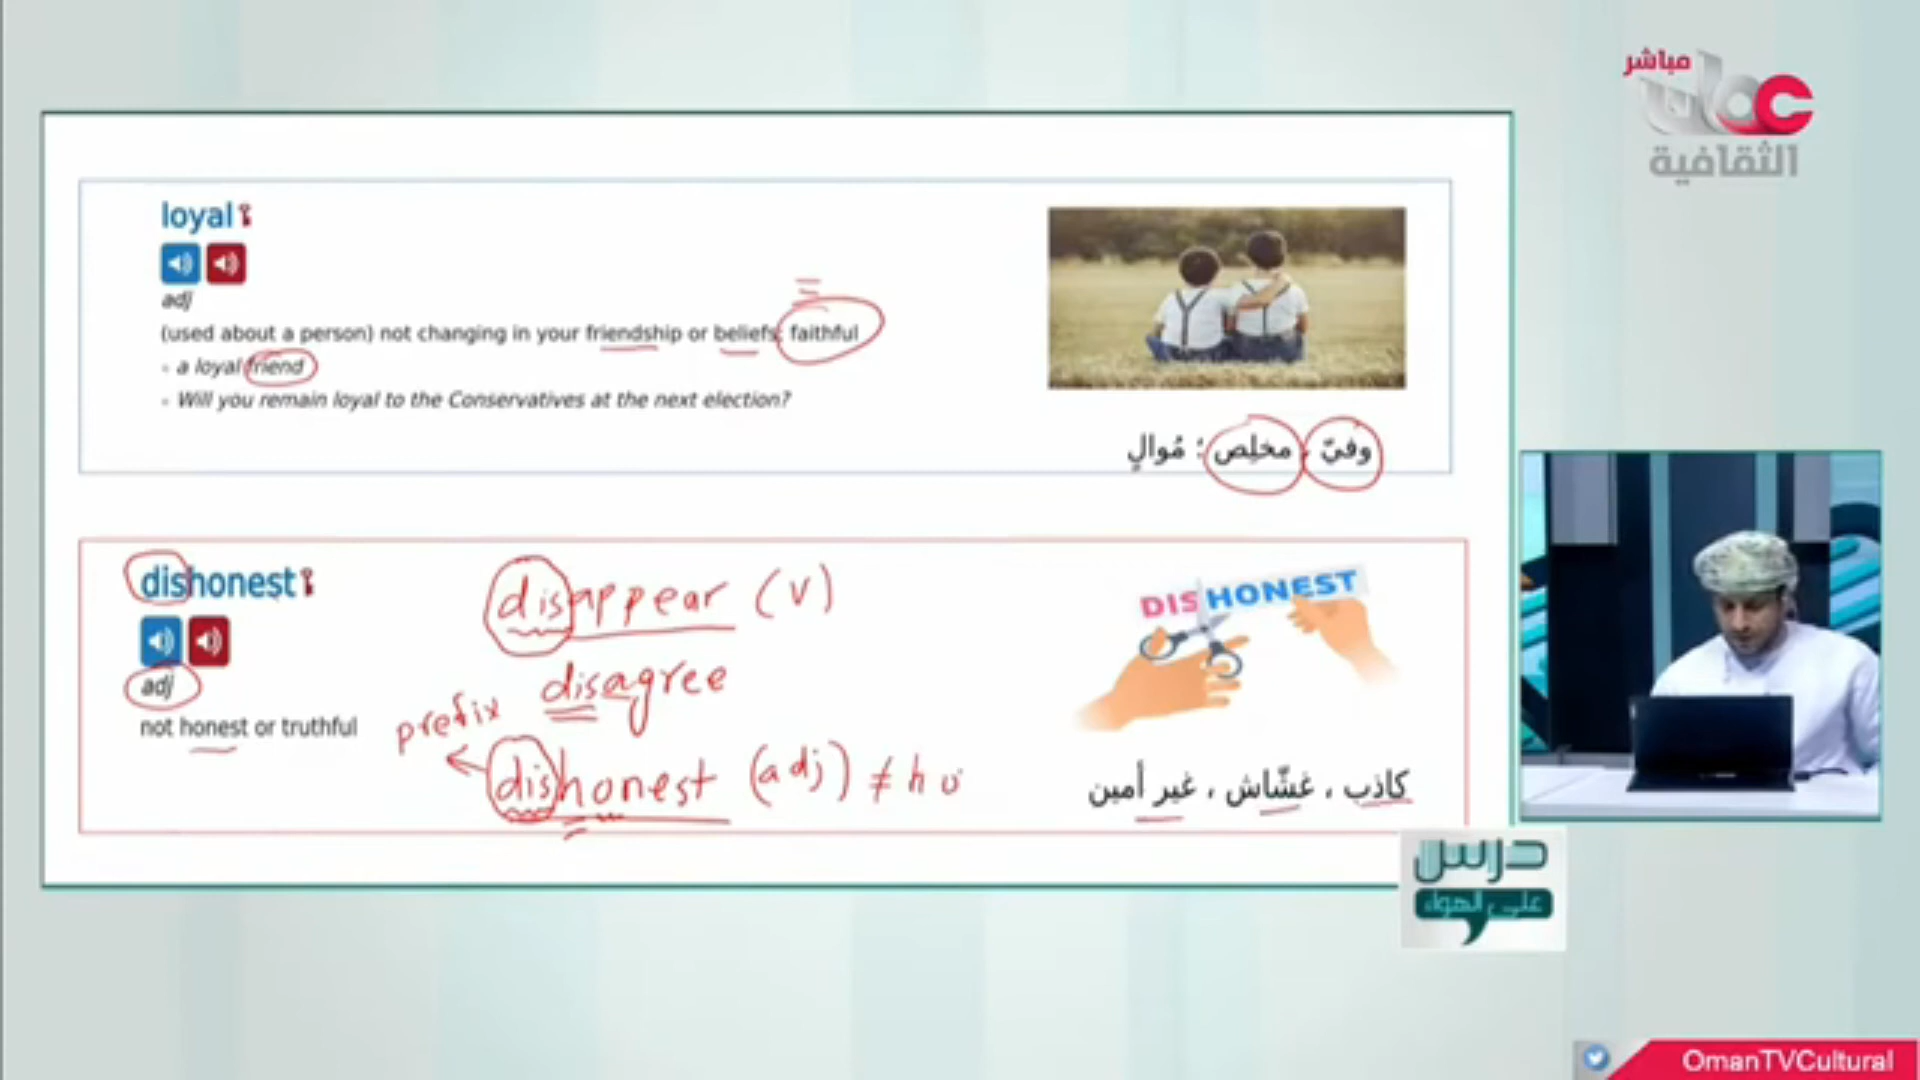 مباشر
عمان
الثقافية
loyal
adj
(used about a person) not changing in your friendship or beliefs; faithful
- a loyal friend
- Will you remain loyal to the Conservatives at the next election?
وفيّ ، مخلِص ؛ مُوالٍ
dishonest
adj
not honest or truthful
disappear (v)
disagree
prefix
dishonest (adj) ≠ ho
DISHONEST
كاذب ، غشّاش ، غير أمين
درس
على الهواء
OmanTVCultural